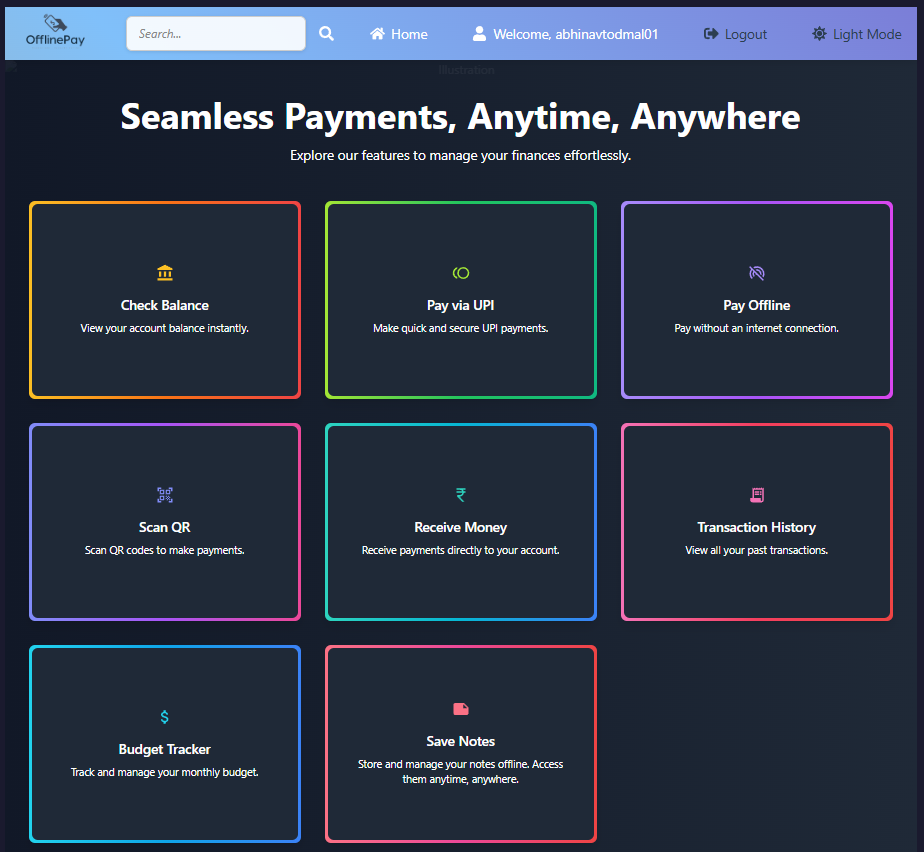 OfflinePay
Search...
Home
Welcome, abhinavtodmal01
Logout
Light Mode
Illustration
Seamless Payments, Anytime, Anywhere
Explore our features to manage your finances effortlessly.
Check Balance
View your account balance instantly.
Pay via UPI
Make quick and secure UPI payments.
Pay Offline
Pay without an internet connection.
Scan QR
Scan QR codes to make payments.
₹
Receive Money
Receive payments directly to your account.
Transaction History
View all your past transactions.
$
Budget Tracker
Track and manage your monthly budget.
Save Notes
Store and manage your notes offline. Access
them anytime, anywhere.